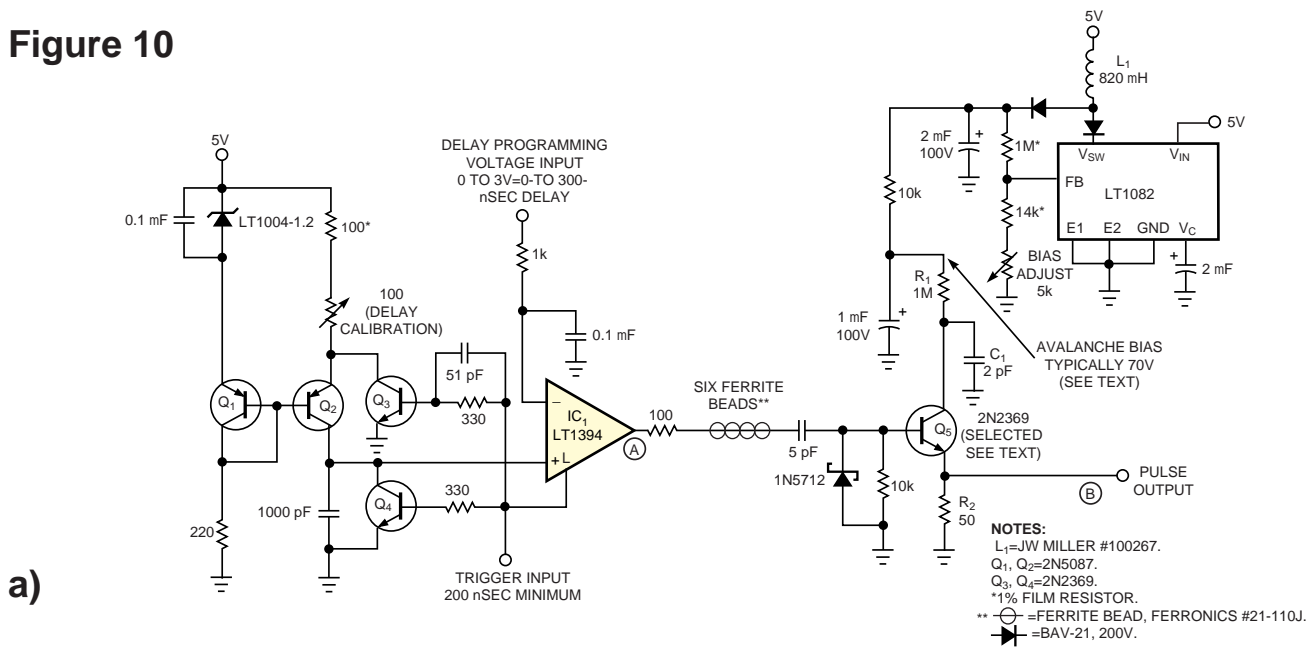 Figure 10
5V
L1
820 mH
5V
2 mF
100V
1M*
VSW
VIN
FB
LT1082
14k*
E1
E2
GND
VC
BIAS
ADJUST
5k
2 mF
10k
R1
1M
1 mF
100V
C1
2 pF
AVALANCHE BIAS
TYPICALLY 70V
(SEE TEXT)
5V
0.1 mF
LT1004-1.2
100*
100
(DELAY
CALIBRATION)
DELAY PROGRAMMING
VOLTAGE INPUT
0 TO 3V=0-TO 300-
nSEC DELAY
1k
0.1 mF
Q1
Q2
Q3
51 pF
330
–
IC1
LT1394
+
L
A
100
SIX FERRITE
BEADS**
5 pF
1N5712
10k
Q5
2N2369
(SELECTED
SEE TEXT)
B
PULSE
OUTPUT
R2
50
220
1000 pF
Q4
330
TRIGGER INPUT
200 nSEC MINIMUM
a)
NOTES:
L1=JW MILLER #100267.
Q1, Q2=2N5087.
Q3, Q4=2N2369.
*1% FILM RESISTOR.
** =FERRITE BEAD, FERRONICS #21-110J.
=BAV-21, 200V.